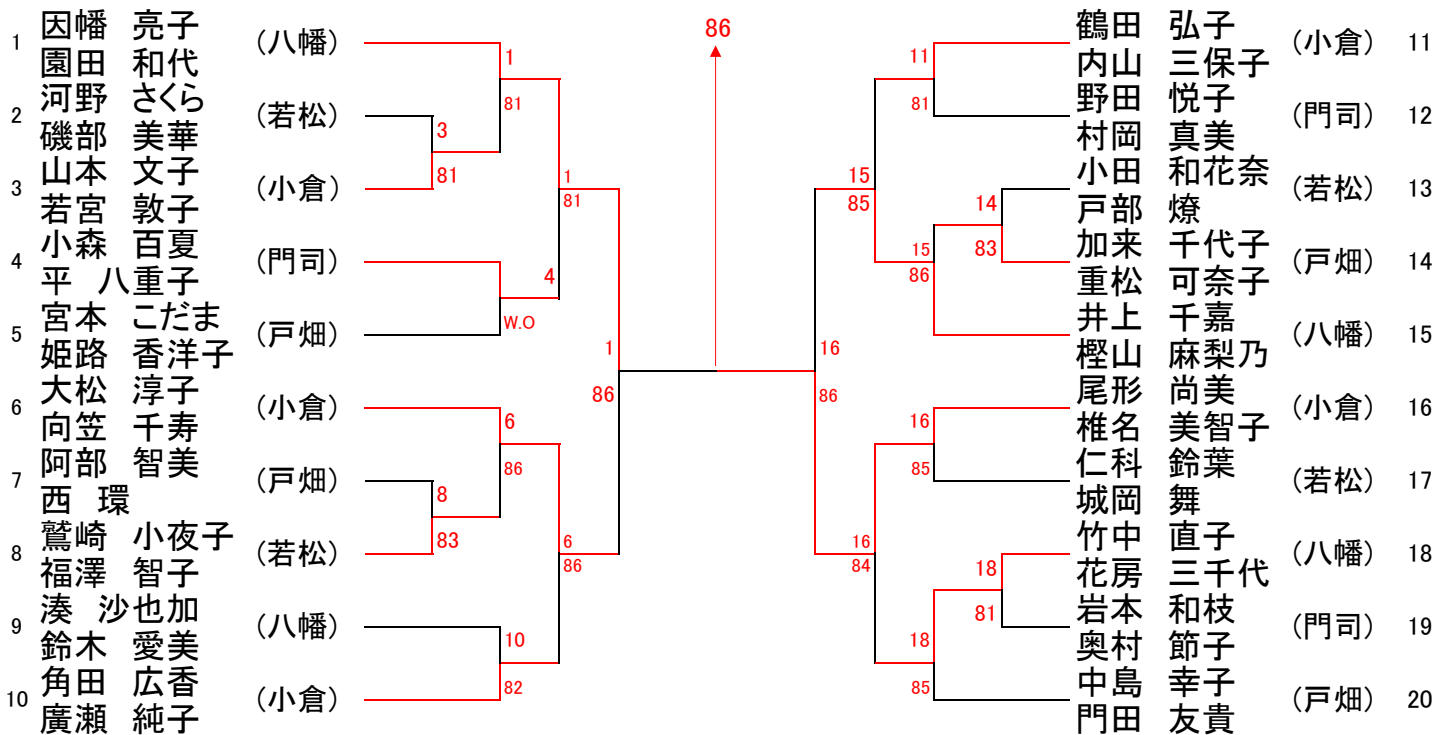 1 因幡 亮子 (八幡)
園田 和代
2 河野 さくら (若松)
磯部 美華
3 山本 文子 (小倉)
若宮 敦子
4 小森 百夏 (門司)
平 八重子
5 宮本 こだま (戸畑)
姫路 香洋子
6 大松 淳子 (小倉)
向笠 千寿
7 阿部 智美 (戸畑)
西 環
8 鷲崎 小夜子 (若松)
福澤 智子
9 湊 沙也加 (八幡)
鈴木 愛美
10 角田 広香 (小倉)
廣瀬 純子
1
81
3
81
1
81
4
W.O
1
86
6
86
8
83
6
86
10
82
86
11
81
15
85
14
83
15
86
16
86
16
85
16
84
18
81
18
85
鶴田 弘子 (小倉) 11
内山 三保子
野田 悦子 (門司) 12
村岡 真美
小田 和花奈 (若松) 13
戸部 燎
加来 千代子 (戸畑) 14
重松 可奈子
井上 千嘉 (八幡) 15
樫山 麻梨乃
尾形 尚美 (小倉) 16
椎名 美智子
仁科 鈴葉 (若松) 17
城岡 舞
竹中 直子 (八幡) 18
花房 三千代
岩本 和枝 (門司) 19
奥村 節子
中島 幸子 (戸畑) 20
門田 友貴